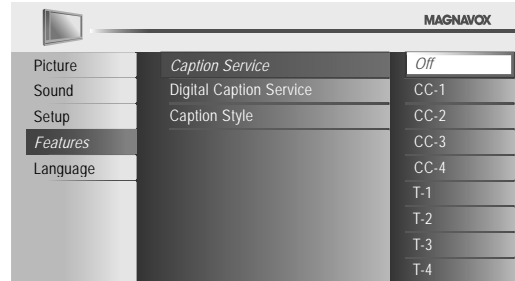 MAGNAVOX
Picture
Sound
Setup
Features
Language
Caption Service
Digital Caption Service
Caption Style
Off
CC-1
CC-2
CC-3
CC-4
T-1
T-2
T-3
T-4